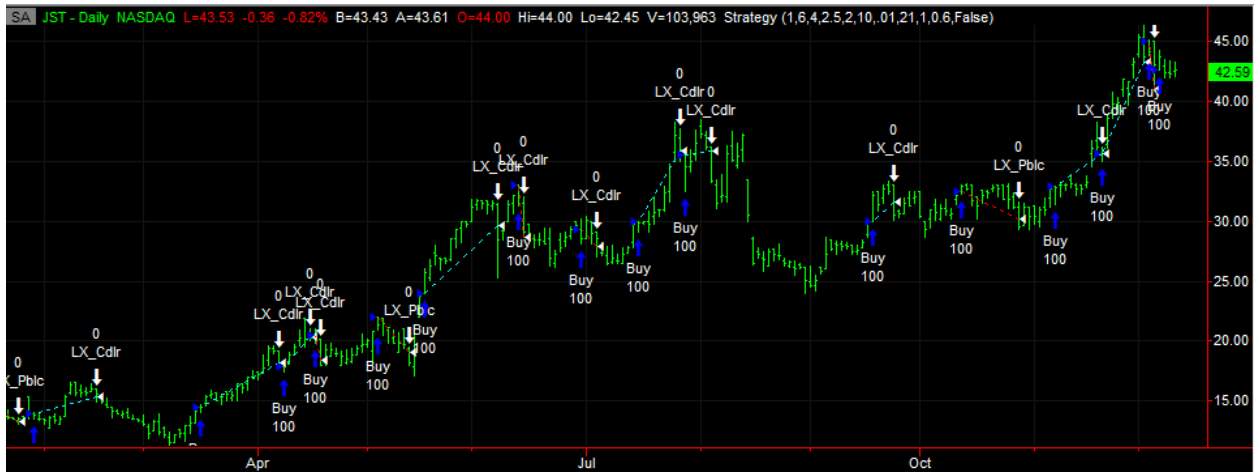 SA JST - Daily NASDAQ L=43.53 -0.36 -0.82% B=43.43 A=43.61 O=44.00 Hi=44.00 Lo=42.45 V=103,963 Strategy (1,6,4,2.5,2,10,.01,21,1,0.6,False)
45.00
42.59
40.00
35.00
30.00
25.00
20.00
15.00
0
X_Pblc
0
LX_Cdlr
0
LX_Cdlr
Buy
100
0
LX_Cdlr
0
LX_Cdlr
Buy
100
Buy
100
0
LX_Pblc
Buy
100
0
LX_Cdlr
0
LX_Cdlr
Buy
100
Buy
100
0
LX_Cdlr
Buy
100
0
LX_Cdlr
0
LX_Cdlr
Buy
100
0
LX_Cdlr
Buy
100
Buy
100
0
LX_Pblc
Buy
100
LX_Cdlr
Buy
100
Buy
100
Buy
100
Apr
Jul
Oct